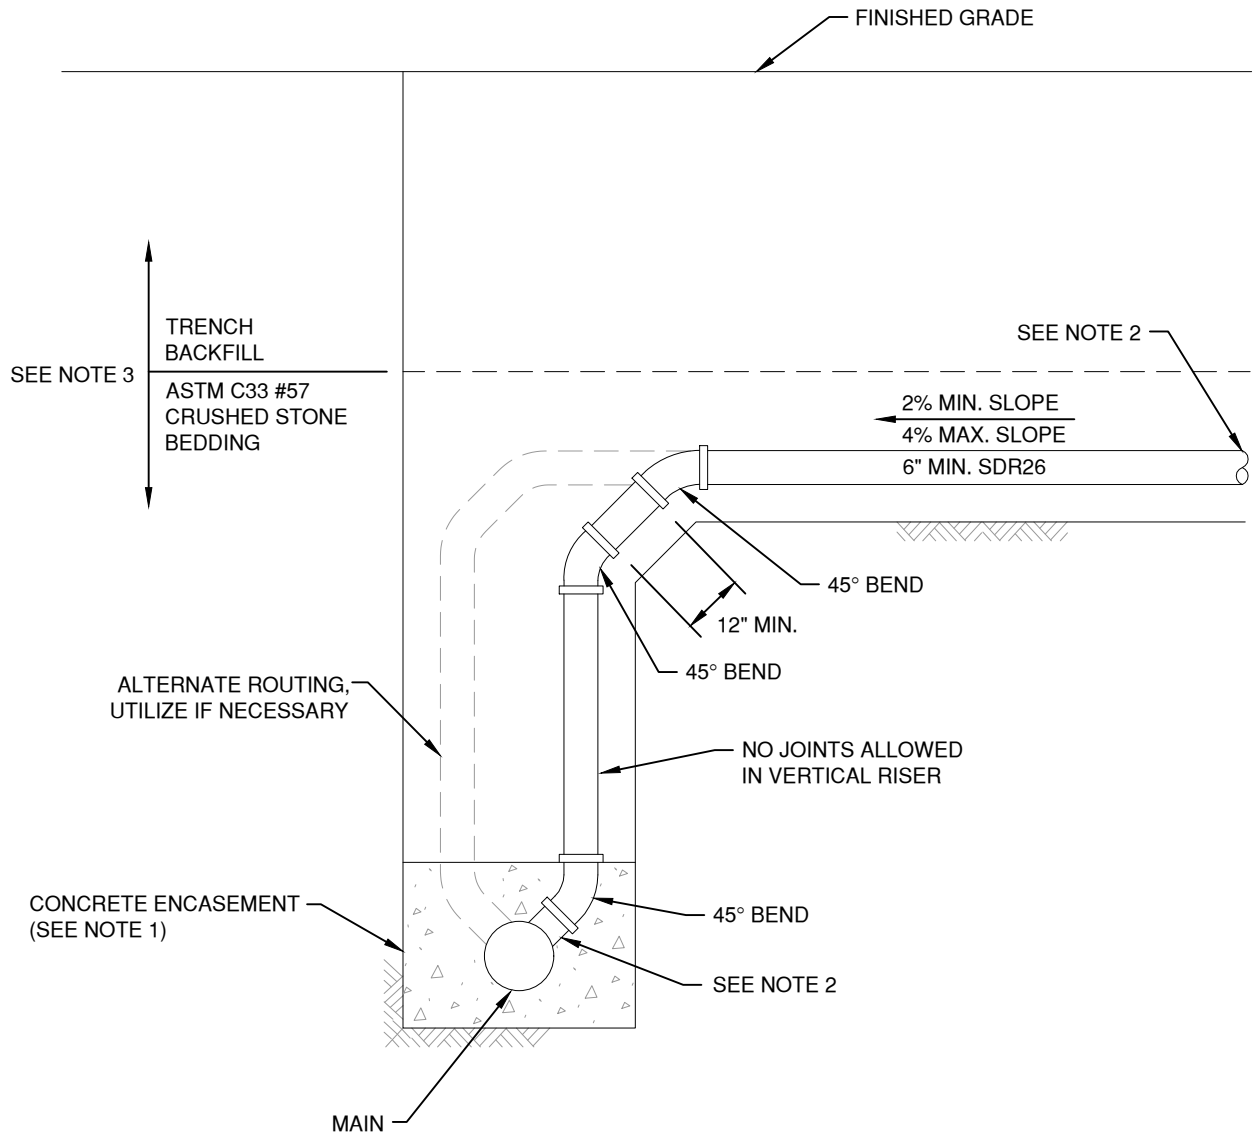 FINISHED GRADE
TRENCH
BACKFILL
SEE NOTE 3
ASTM C33 #57
CRUSHED STONE
BEDDING
SEE NOTE 2
2% MIN. SLOPE
4% MAX. SLOPE
6" MIN. SDR26
45° BEND
12" MIN.
45° BEND
ALTERNATE ROUTING,
UTILIZE IF NECESSARY
NO JOINTS ALLOWED
IN VERTICAL RISER
CONCRETE ENCASEMENT
(SEE NOTE 1)
45° BEND
SEE NOTE 2
MAIN